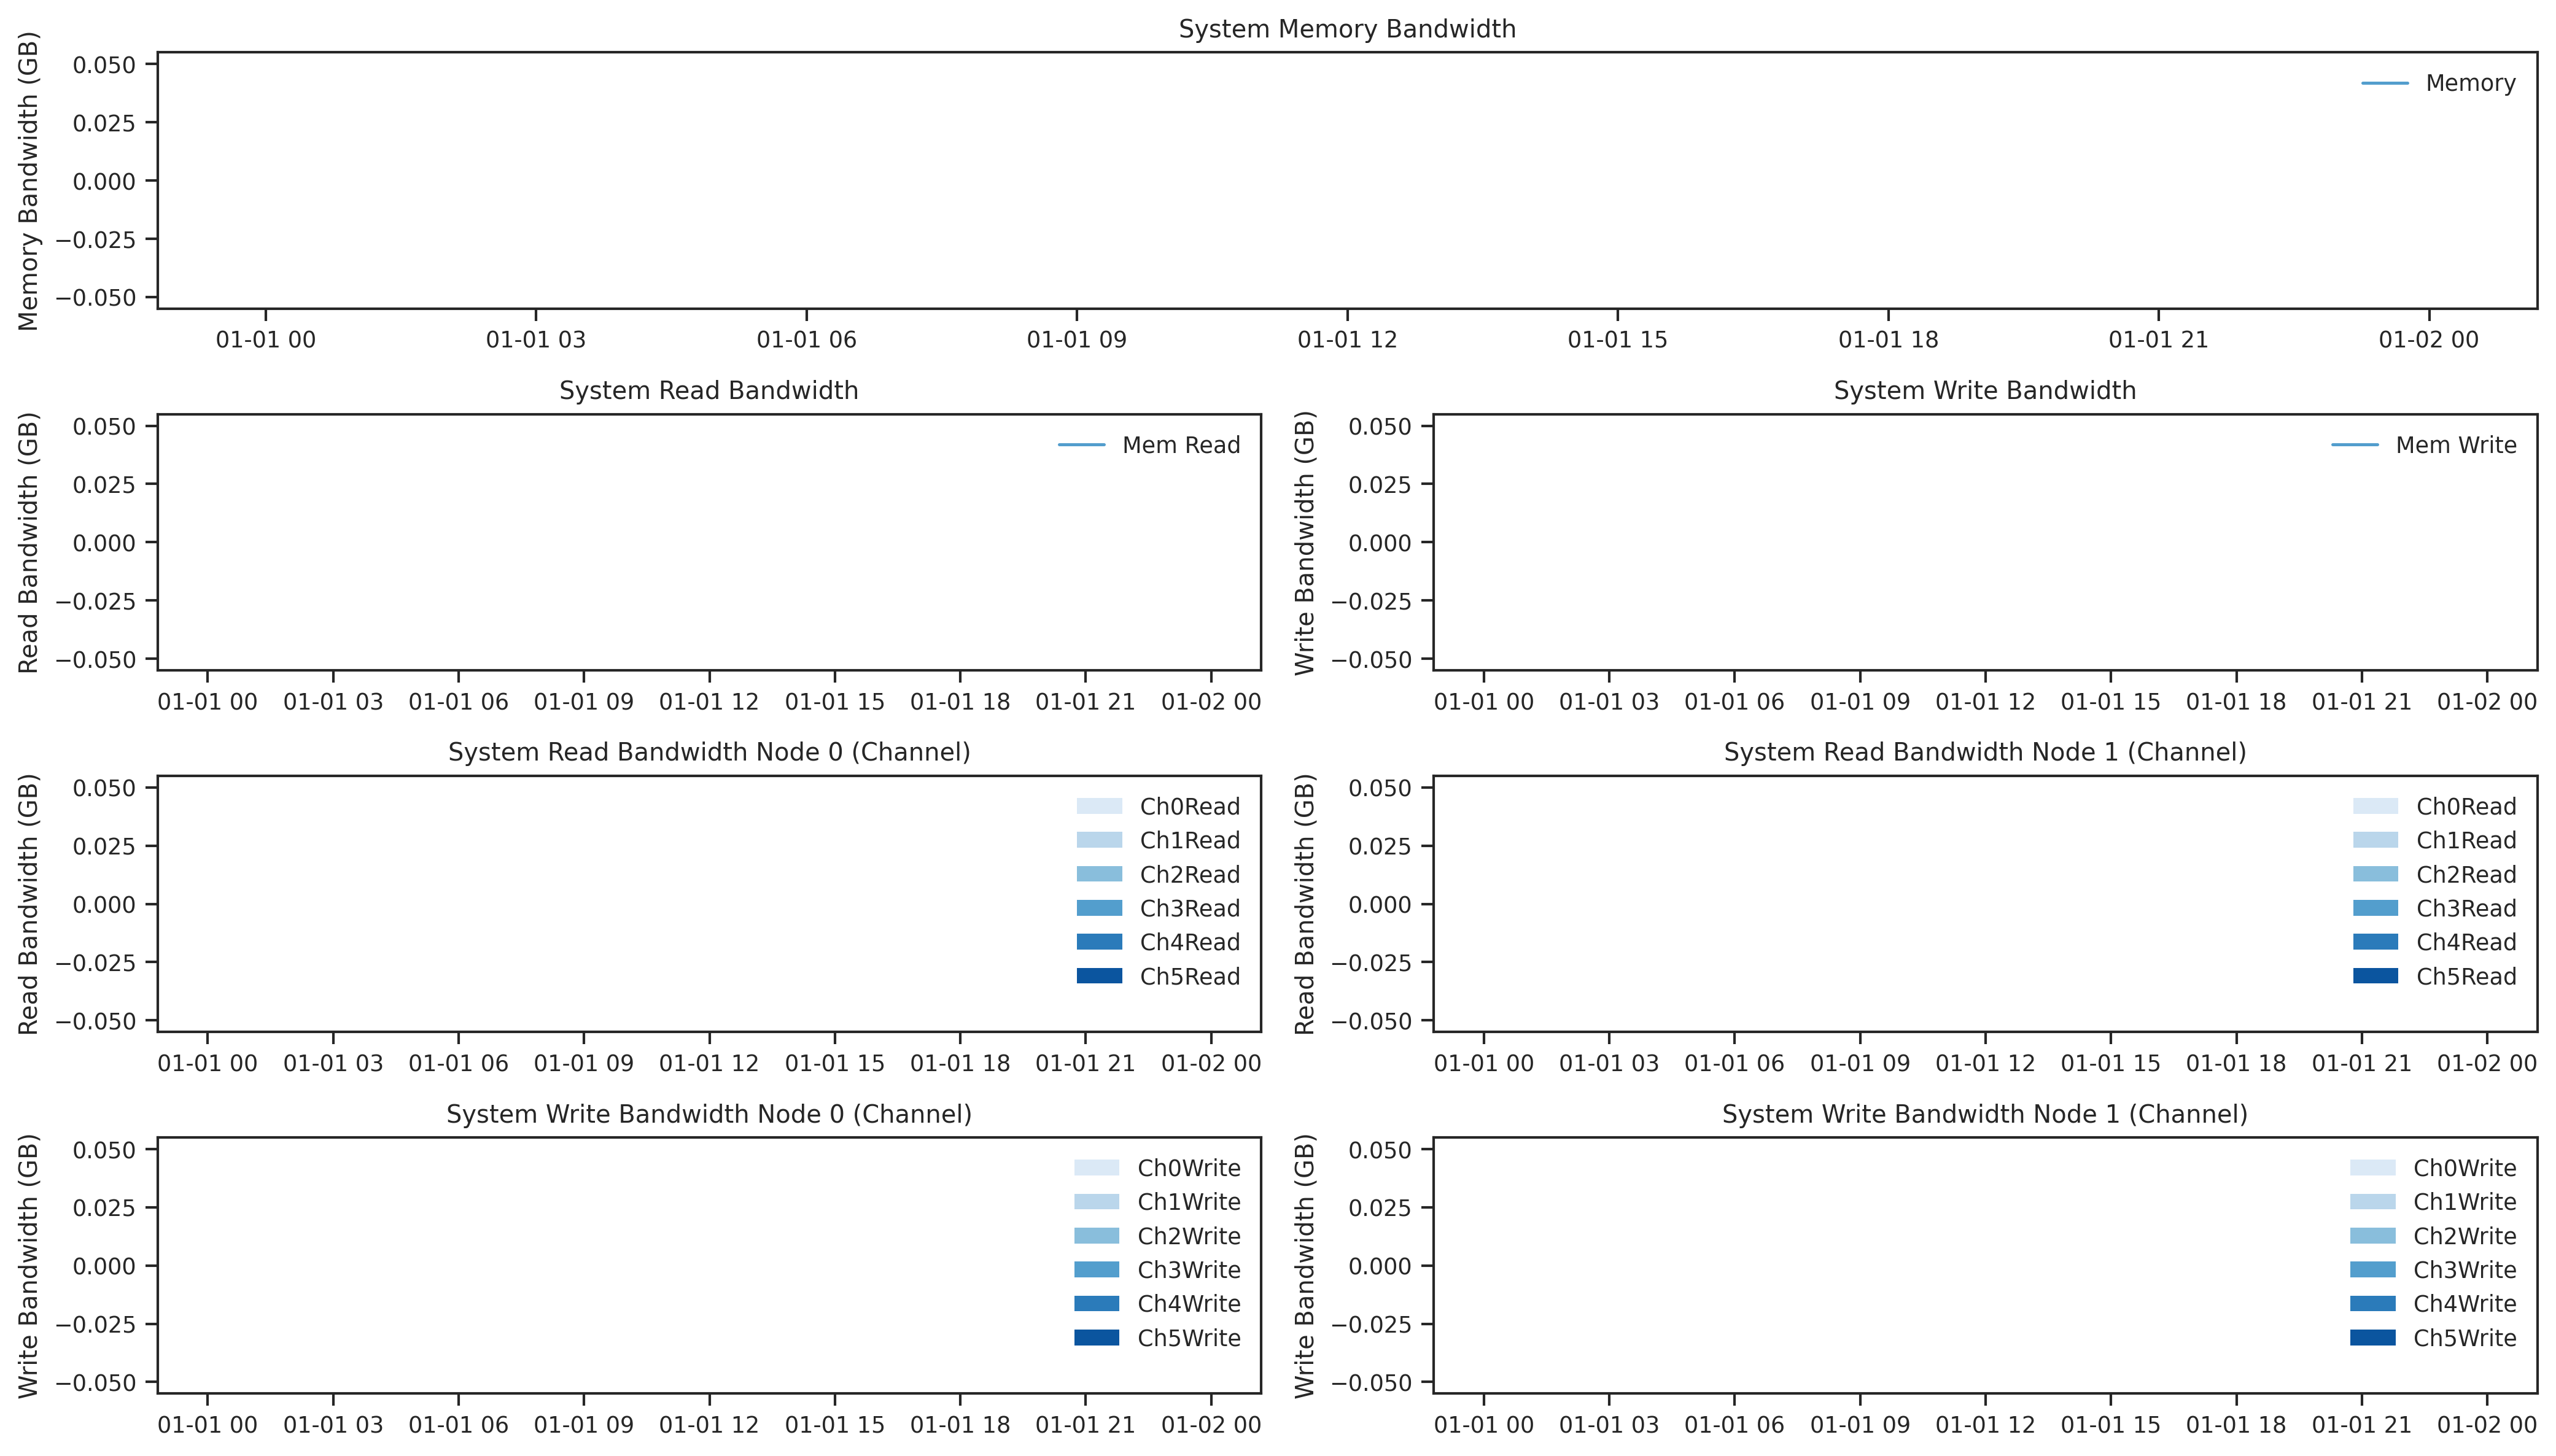 System Memory Bandwidth
Memory Bandwidth (GB)
0.050
0.025
0.000
−0.025
−0.050
Memory
01-01 00 01-01 03 01-01 06 01-01 09 01-01 12 01-01 15 01-01 18 01-01 21 01-02 00
System Read Bandwidth
Read Bandwidth (GB)
0.050
0.025
0.000
−0.025
−0.050
Mem Read
01-01 00 01-01 03 01-01 06 01-01 09 01-01 12 01-01 15 01-01 18 01-01 21 01-02 00
System Write Bandwidth
Write Bandwidth (GB)
0.050
0.025
0.000
−0.025
−0.050
Mem Write
01-01 00 01-01 03 01-01 06 01-01 09 01-01 12 01-01 15 01-01 18 01-01 21 01-02 00
System Read Bandwidth Node 0 (Channel)
Read Bandwidth (GB)
0.050
0.025
0.000
−0.025
−0.050
Ch0Read
Ch1Read
Ch2Read
Ch3Read
Ch4Read
Ch5Read
01-01 00 01-01 03 01-01 06 01-01 09 01-01 12 01-01 15 01-01 18 01-01 21 01-02 00
System Read Bandwidth Node 1 (Channel)
Read Bandwidth (GB)
0.050
0.025
0.000
−0.025
−0.050
Ch0Read
Ch1Read
Ch2Read
Ch3Read
Ch4Read
Ch5Read
01-01 00 01-01 03 01-01 06 01-01 09 01-01 12 01-01 15 01-01 18 01-01 21 01-02 00
System Write Bandwidth Node 0 (Channel)
Write Bandwidth (GB)
0.050
0.025
0.000
−0.025
−0.050
Ch0Write
Ch1Write
Ch2Write
Ch3Write
Ch4Write
Ch5Write
01-01 00 01-01 03 01-01 06 01-01 09 01-01 12 01-01 15 01-01 18 01-01 21 01-02 00
System Write Bandwidth Node 1 (Channel)
Write Bandwidth (GB)
0.050
0.025
0.000
−0.025
−0.050
Ch0Write
Ch1Write
Ch2Write
Ch3Write
Ch4Write
Ch5Write
01-01 00 01-01 03 01-01 06 01-01 09 01-01 12 01-01 15 01-01 18 01-01 21 01-02 00